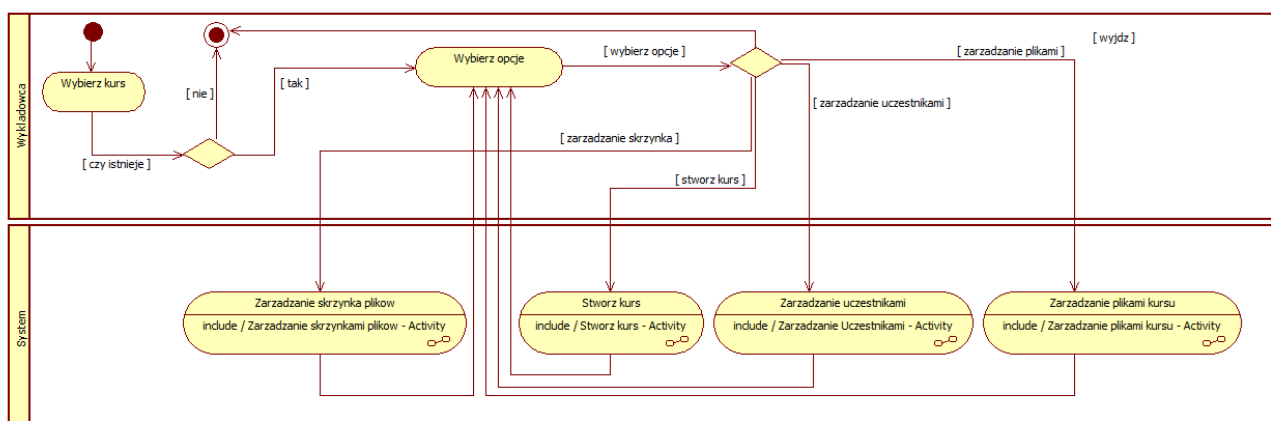 Wykladowca
Wybierz kurs
[ czy istnieje ]
[ nie ]
[ tak ]
Wybierz opcje
[ wybierz opcje ]
[ wyjdz ]
[ zarzadzanie plikami ]
[ zarzadzanie uczestnikami ]
[ zarzadzanie skrzynka ]
[ stworz kurs ]
System
Zarzadzanie skrzynka plikow
include / Zarzadzanie skrzynkami plikow - Activity
Stworz kurs
include / Stworz kurs - Activity
Zarzadzanie uczestnikami
include / Zarzadzanie Uczestnikami - Activity
Zarzadzanie plikami kursu
include / Zarzadzanie plikami kursu - Activity